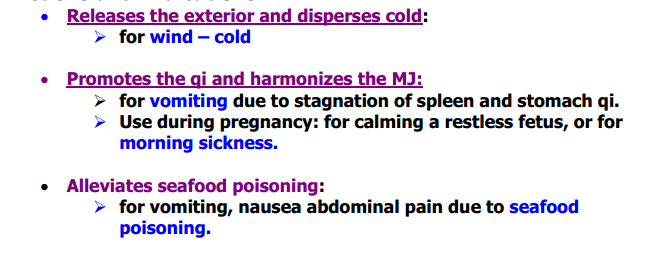 • Releases the exterior and disperses cold:
➢ for wind – cold
• Promotes the qi and harmonizes the MJ:
➢ for vomiting due to stagnation of spleen and stomach qi.
➢ Use during pregnancy: for calming a restless fetus, or for
morning sickness.
• Alleviates seafood poisoning:
➢ for vomiting, nausea abdominal pain due to seafood
poisoning.